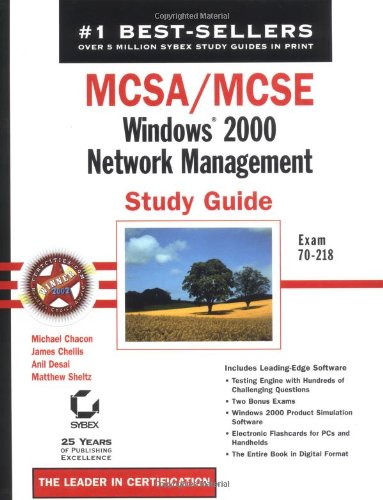 #1 BEST-SELLERS
OVER 5 MILLION SYBEX STUDY GUIDES IN PRINT
MCSA/MCSE
Windows® 2000
Network Management
Study Guide
Exam
70-218
WINNER
2002
Michael Chacon
James Chellis
Anil Desai
Matthew Sheltz
SYBEX
25 YEARS
OF PUBLISHING
EXCELLENCE
Includes Leading-Edge Software
• Testing Engine with Hundreds of
Challenging Questions
• Two Bonus Exams
• Windows 2000 Product Simulation
Software
• Electronic Flashcards for PCs and
Handhelds
• The Entire Book in Digital Format
THE LEADER IN CERTIFICATION